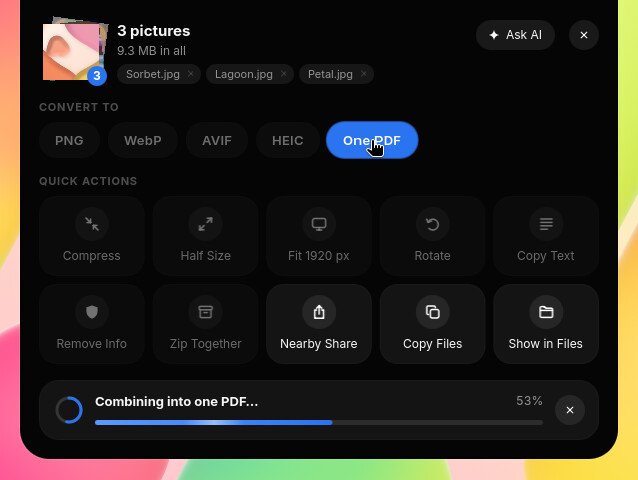 3 pictures
Ask AI
9.3 MB in all
3
Sorbet.jpg
Lagoon.jpg
Petal.jpg
CONVERT TO
PNG
WebP
AVIF
HEIC
One PDF
QUICK ACTIONS
Compress
Half Size
Fit 1920 px
Rotate
Copy Text
Remove Info
Zip Together
Nearby Share
Copy Files
Show in Files
Combining into one PDF...
53%